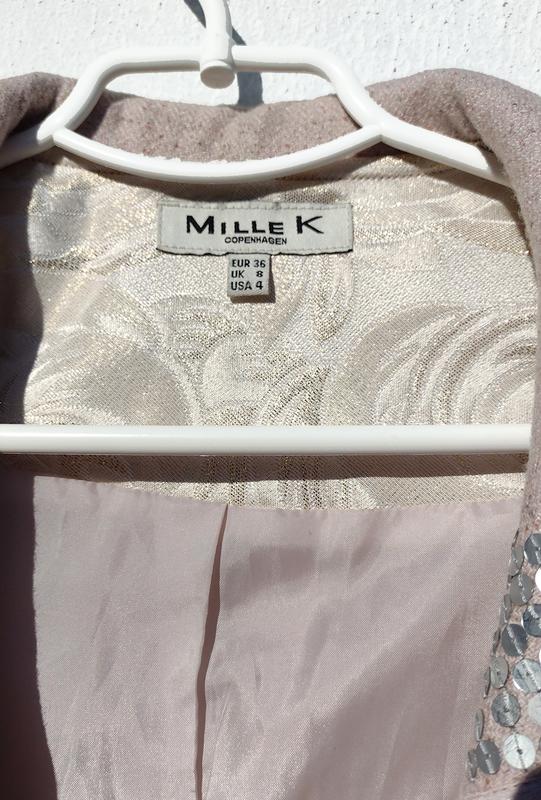 MILLE K
COPENHAGEN
EUR 36
UK 8
USA 4